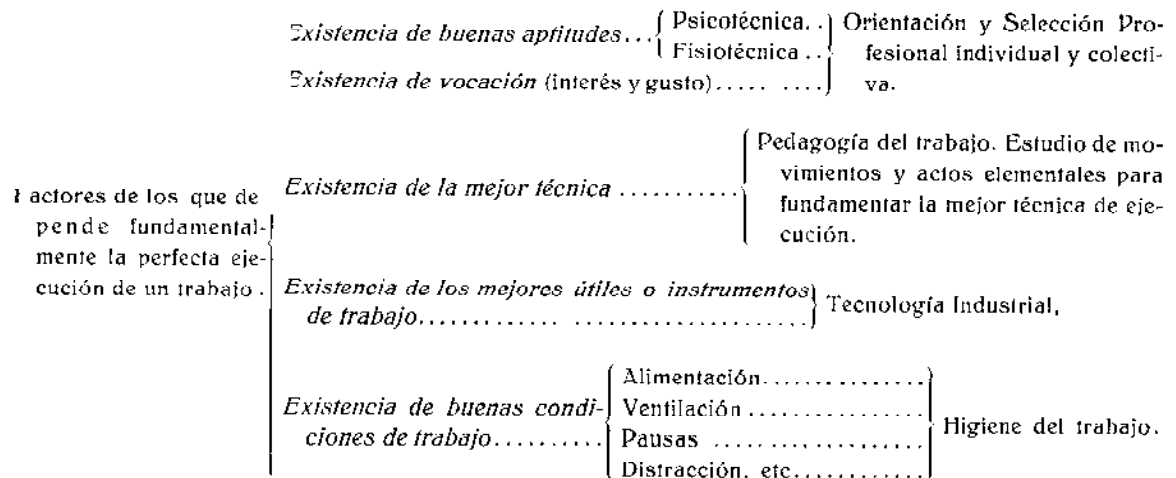 Existencia de buenas aptitudes... Psicotécnica. . Orientación y Selección Pro-
Fisiotécnica . . fesional individual y colecti-
Existencia de vocación (interés y gusto)..... .... va.
Pedagogía del trabajo. Estudio de mo-
vimientos y actos elementales para
Existencia de la mejor técnica ........... fundamentar la mejor técnica de eje-
cución.
actores de los que de
pende fundamental-
mente la perfecta eje-
cución de un trabajo .
Existencia de los mejores útiles o instrumentos
de trabajo............. ..................... Tecnología Industrial,
Existencia de buenas condi-
ciones de trabajo..........
Alimentación...............
Ventilación ................
Pausas ...................
Distracción. etc............
Higiene del trabajo.